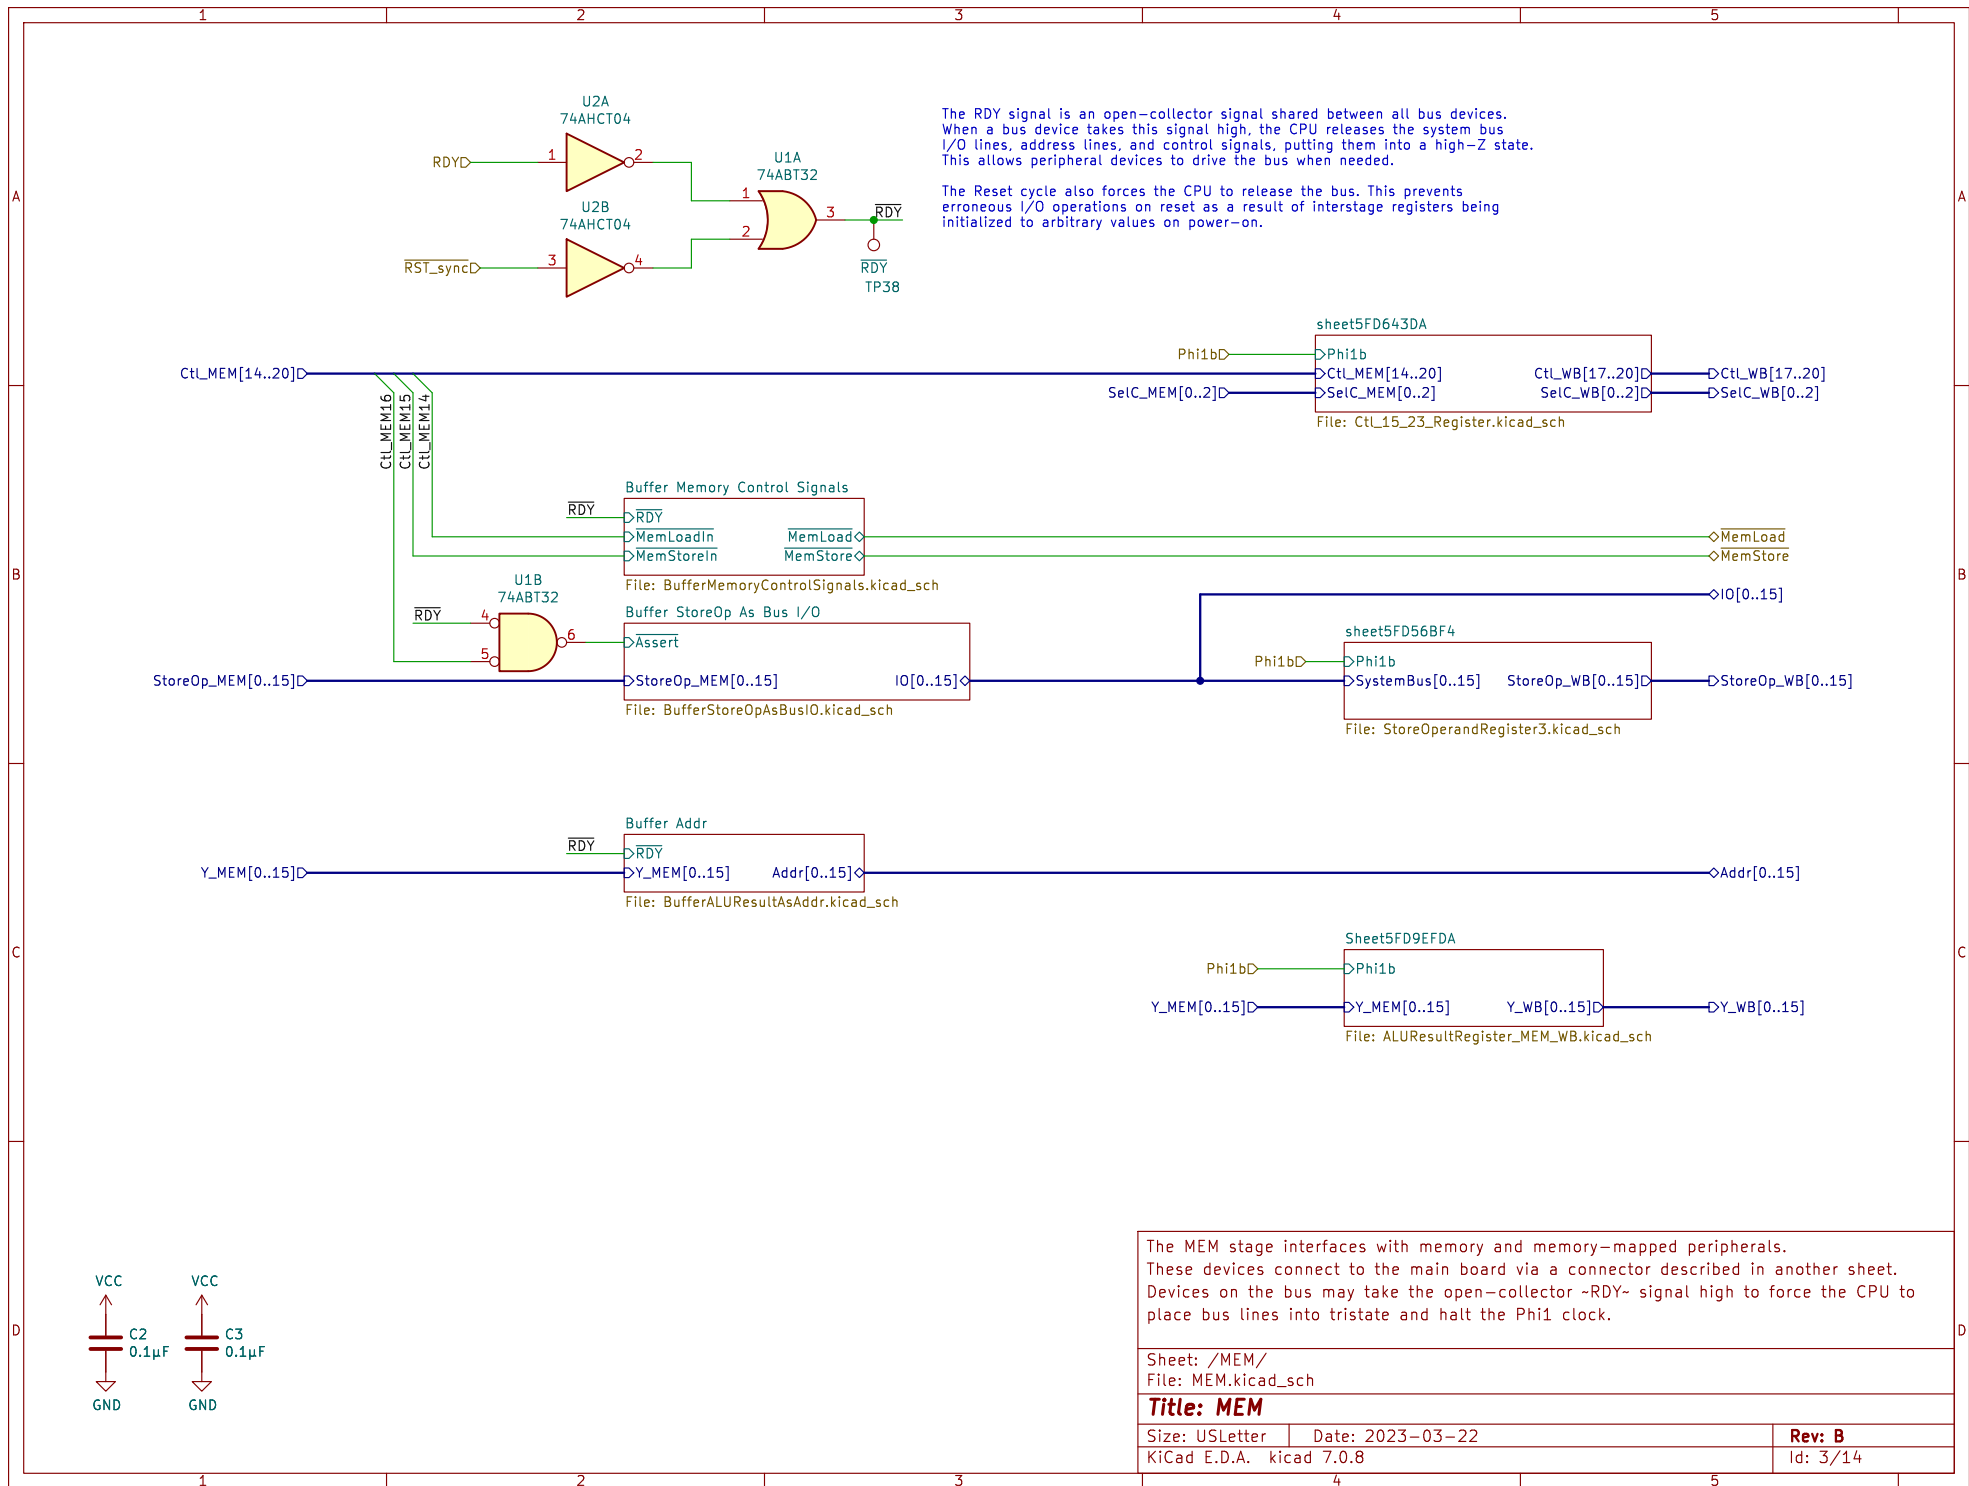 1 2 3 4 5
U2A
74AHCT04
RDY 1 2
U1A
74ABT32
1
2
3
RDY
U2B
74AHCT04
RST_sync 3 4
RDY
TP38
The RDY signal is an open-collector signal shared between all bus devices.
When a bus device takes this signal high, the CPU releases the system bus
I/O lines, address lines, and control signals, putting them into a high-Z state.
This allows peripheral devices to drive the bus when needed.
The Reset cycle also forces the CPU to release the bus. This prevents
erroneous I/O operations on reset as a result of interstage registers being
initialized to arbitrary values on power-on.
A A
sheet5FD643DA
Phi1b Phi1b
Ctl_MEM[14..20] Ctl_MEM[14..20] Ctl_WB[17..20] Ctl_WB[17..20]
SelC_MEM[0..2] SelC_MEM[0..2] SelC_WB[0..2] SelC_WB[0..2]
File: Ctl_15_23_Register.kicad_sch
Ctl_MEM16
Ctl_MEM15
Ctl_MEM14
Buffer Memory Control Signals
RDY RDY
MemLoadIn MemLoad MemLoad
MemStoreIn MemStore MemStore
File: BufferMemoryControlSignals.kicad_sch
B B
U1B
74ABT32
RDY 4
5
6
Buffer StoreOp As Bus I/O
Assert
StoreOp_MEM[0..15] StoreOp_MEM[0..15] IO[0..15]
File: BufferStoreOpAsBusIO.kicad_sch
IO[0..15]
sheet5FD56BF4
Phi1b Phi1b
SystemBus[0..15] StoreOp_WB[0..15] StoreOp_WB[0..15]
File: StoreOperandRegister3.kicad_sch
Buffer Addr
RDY RDY
Y_MEM[0..15] Y_MEM[0..15] Addr[0..15] Addr[0..15]
File: BufferALUResultAsAddr.kicad_sch
C C
Sheet5FD9EFDA
Phi1b Phi1b
Y_MEM[0..15] Y_MEM[0..15] Y_WB[0..15] Y_WB[0..15]
File: ALUResultRegister_MEM_WB.kicad_sch
D D
VCC VCC
C2
0.1µF
C3
0.1µF
GND GND
The MEM stage interfaces with memory and memory-mapped peripherals.
These devices connect to the main board via a connector described in another sheet.
Devices on the bus may take the open-collector ~RDY~ signal high to force the CPU to
place bus lines into tristate and halt the Phi1 clock.
Sheet: /MEM/
File: MEM.kicad_sch
Title: MEM
Size: USLetter Date: 2023-03-22 Rev: B
KiCad E.D.A. kicad 7.0.8 Id: 3/14
1 2 3 4 5